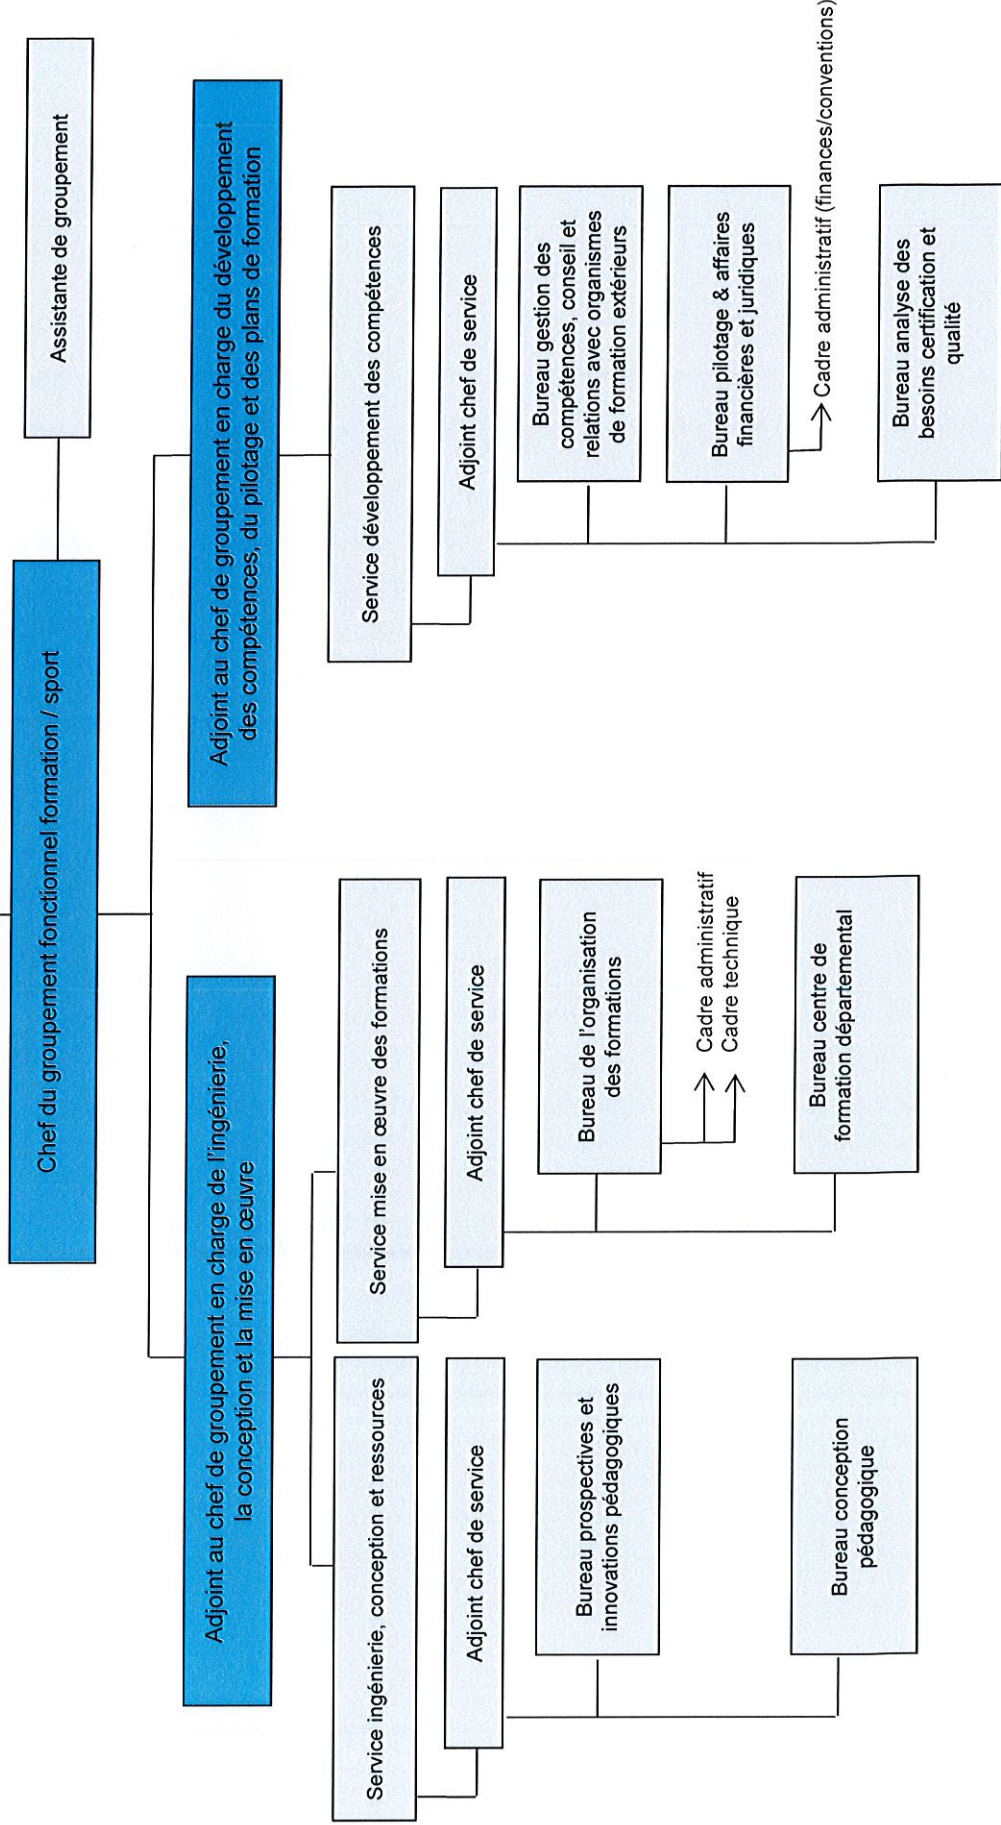 Assistante de groupement
Chef du groupement fonctionnel formation / sport
Adjoint au chef de groupement en charge de l'ingénierie,
la conception et la mise en œuvre
Adjoint au chef de groupement en charge du développement
des compétences, du pilotage et des plans de formation
Service ingénierie, conception et ressources
Adjoint chef de service
Bureau prospectives et
innovations pédagogiques
Bureau conception
pédagogique
Service mise en œuvre des formations
Adjoint chef de service
Bureau de l'organisation
des formations
Cadre administratif
Cadre technique
Bureau centre de
formation départemental
Service développement des compétences
Adjoint chef de service
Bureau gestion des
compétences, conseil et
relations avec organismes
de formation extérieurs
Bureau pilotage & affaires
financières et juridiques
Cadre administratif (finances/conventions)
Bureau analyse des
besoins certification et
qualité